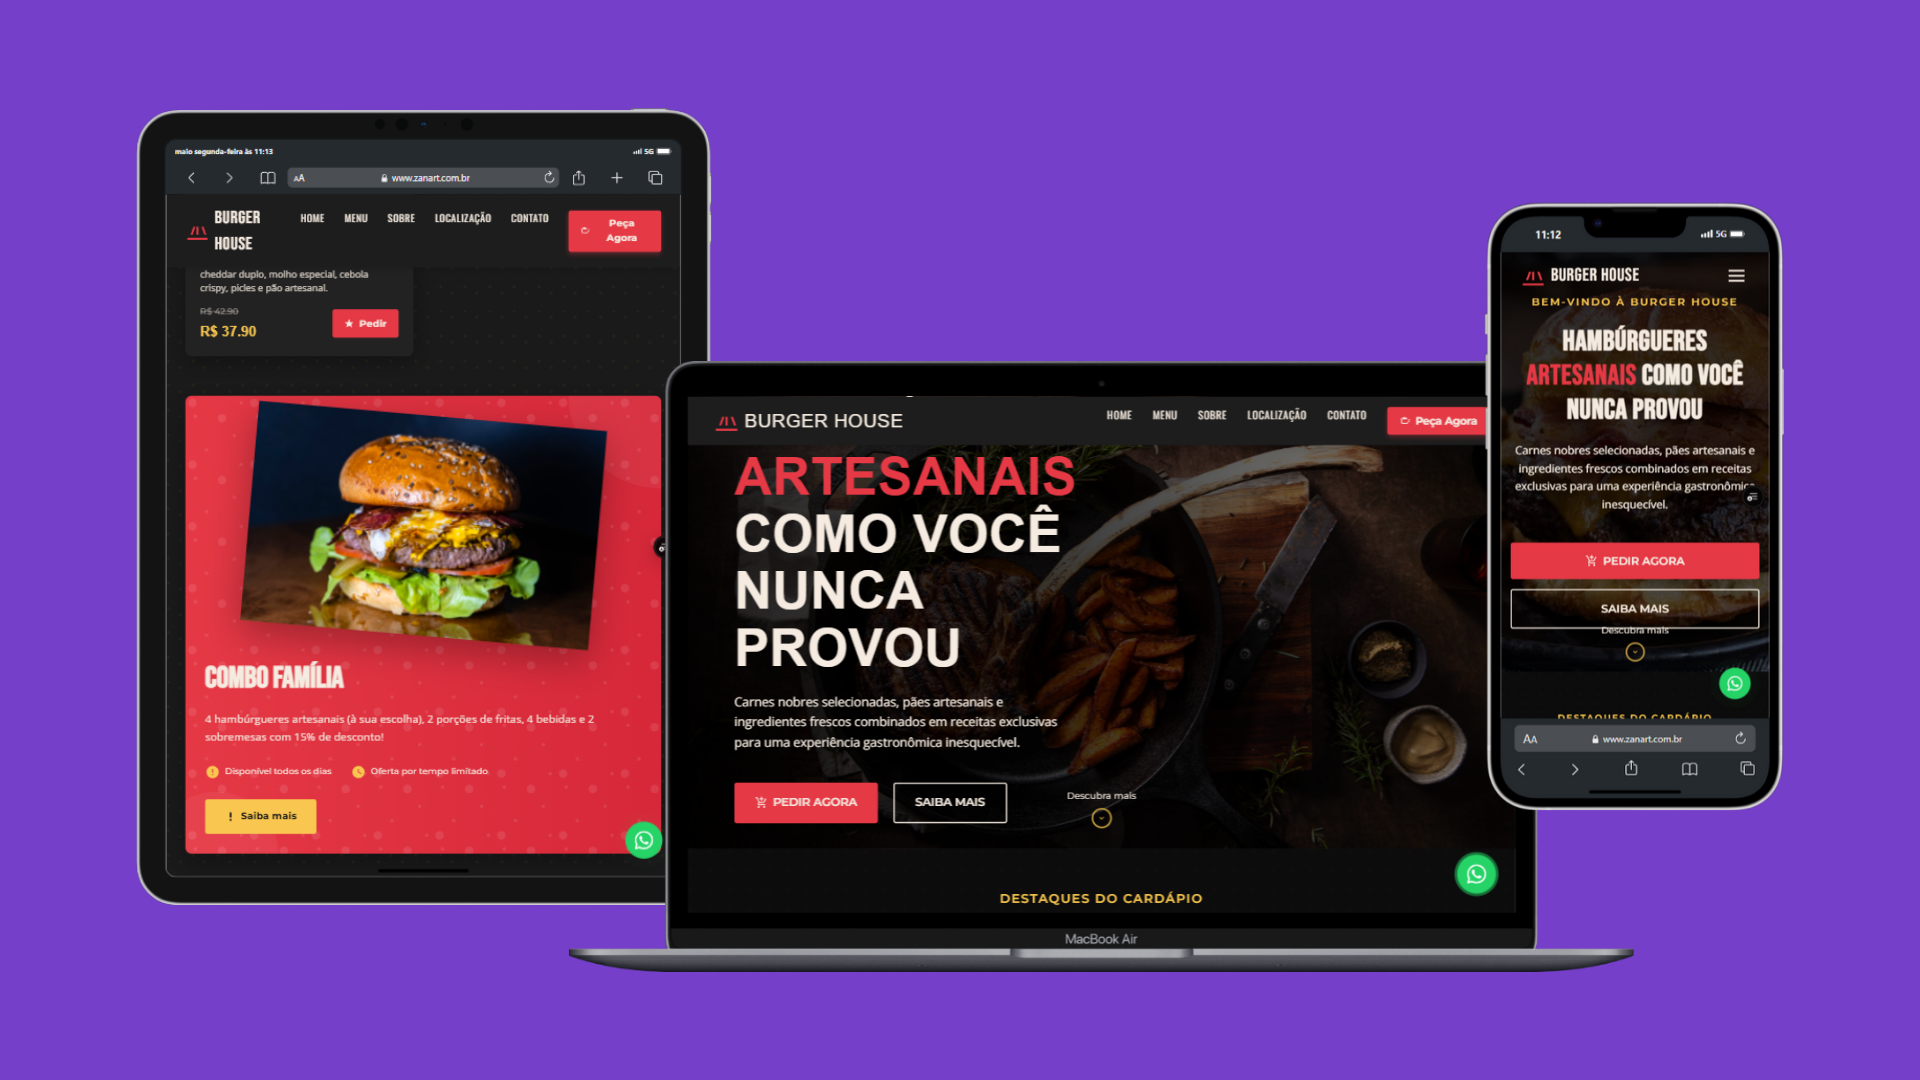 maio segunda-feira às 11:13
5G
AA
www.zanart.com.br
BURGER
HOUSE
HOME
MENU
SOBRE
LOCALIZAÇÃO
CONTATO
Peça
Agora
cheddar duplo, molho especial, cebola
crispy, picles e pão artesanal.
R$ 42.90
R$ 37.90
Pedir
COMBO FAMÍLIA
4 hambúrgueres artesanais (à sua escolha), 2 porções de fritas, 4 bebidas e 2
sobremesas com 15% de desconto!
Disponível todos os dias
Oferta por tempo limitado
Saiba mais
BURGER HOUSE
HOME
MENU
SOBRE
LOCALIZAÇÃO
CONTATO
Peça Agora
ARTESANAIS
COMO VOCÊ
NUNCA
PROVOU
Carnes nobres selecionadas, pães artesanais e
ingredientes frescos combinados em receitas exclusivas
para uma experiência gastronômica inesquecível.
PEDIR AGORA
SAIBA MAIS
Descubra mais
DESTAQUES DO CARDÁPIO
MacBook Air
11:12
5G
BURGER HOUSE
BEM-VINDO À BURGER HOUSE
HAMBÚRGUERES
ARTESANAIS COMO VOCÊ
NUNCA PROVOU
Carnes nobres selecionadas, pães artesanais e
ingredientes frescos combinados em receitas
exclusivas para uma experiência gastronômica
inesquecível.
PEDIR AGORA
SAIBA MAIS
Descubra mais
DESTAQUES DO CARDÁPIO
AA
www.zanart.com.br